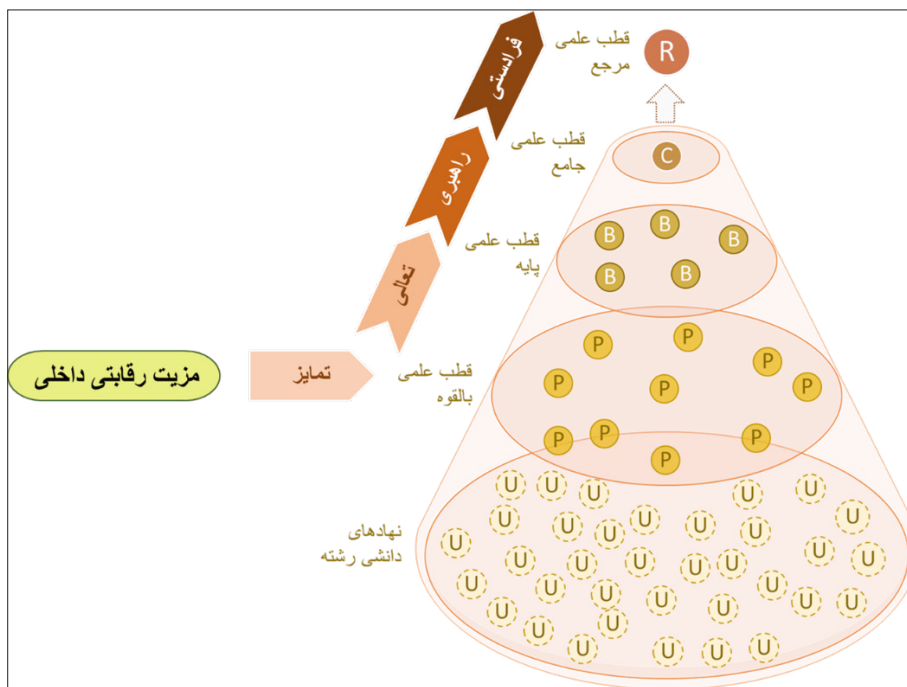 قطب علمی
مرجع
R
فرادستی
قطب علمی
جامع
C
راهبری
قطب علمی
پایه
B B B
B B
تعالی
مزیت رقابتی داخلی
تمایز
قطب علمی
بالقوه
P P
P
P P P
P P P
P
نهادهای
دانشی رشته
U U U U U
U U U U U U
U U U
U U U U U U U
U U U U U U U
U U U
U U U U